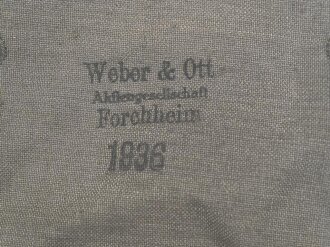 Weber & Ott
Aktiengesellschaft
Forchheim
1936